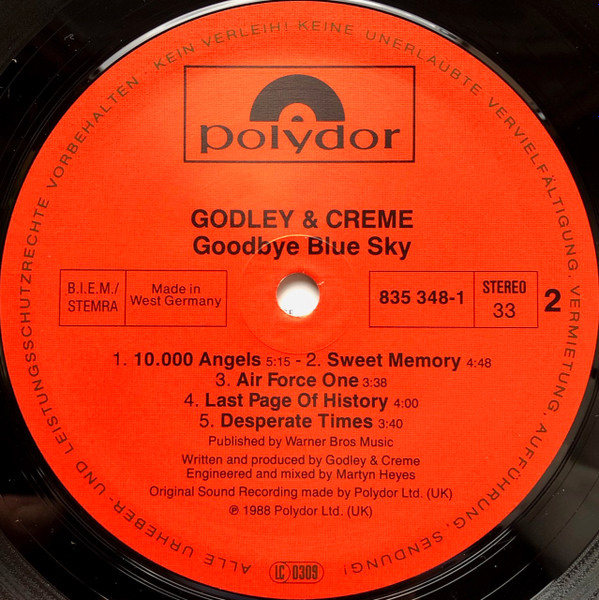 ALLE URHEBER- UND LEISTUNGSSCHUTZRECHTE VORBEHALTEN · KEIN VERLEIH! KEINE UNERLAUBTE VERVIELFÄLTIGUNG, VERMIETUNG, AUFFÜHRUNG, SENDUNG!
polydor
GODLEY & CREME
Goodbye Blue Sky
B.I.E.M./
STEMRA
Made in
West Germany
835 348-1
STEREO
33
2
1. 10.000 Angels 5:15 - 2. Sweet Memory 4:48
3. Air Force One 3:38
4. Last Page Of History 4:00
5. Desperate Times 3:40
Published by Warner Bros Music
Written and produced by Godley & Creme
Engineered and mixed by Martyn Heyes
Original Sound Recording made by Polydor Ltd. (UK)
℗ 1988 Polydor Ltd. (UK)
LC 0309